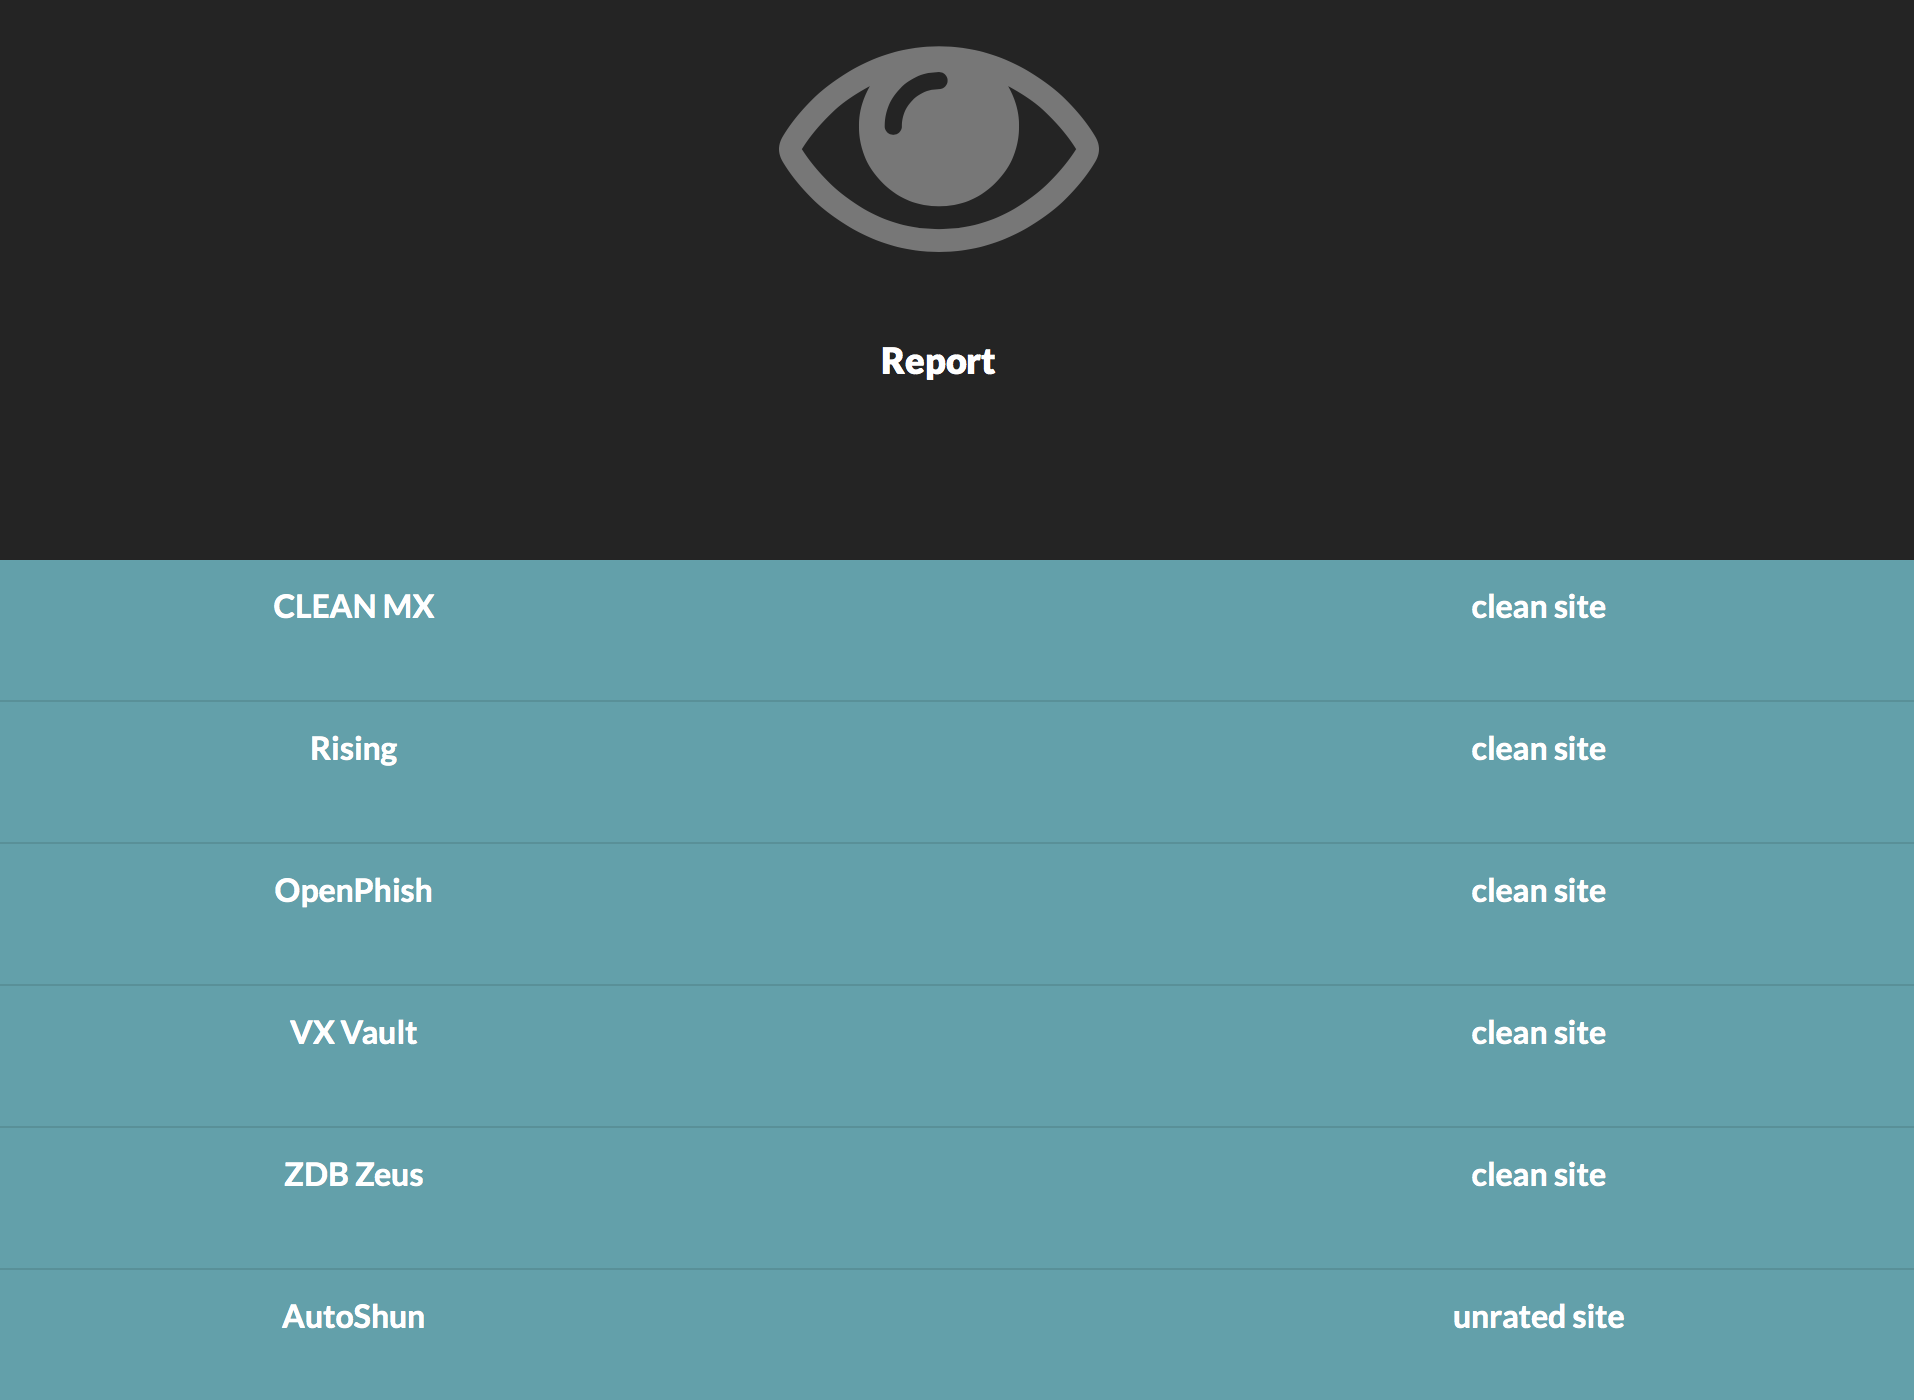 Report
CLEAN MX clean site
Rising clean site
OpenPhish clean site
VX Vault clean site
ZDB Zeus clean site
AutoShun unrated site